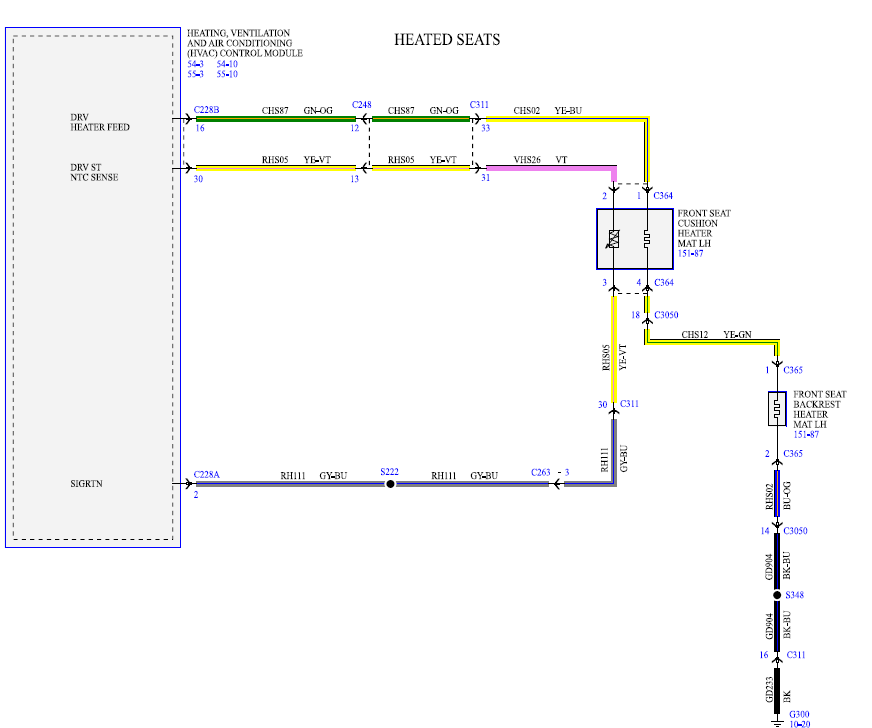 HEATED SEATS
HEATING, VENTILATION
AND AIR CONDITIONING
(HVAC) CONTROL MODULE
54-3 54-10
55-3 55-10
DRV
HEATER FEED
C228B
16
CHS87 GN-OG
C248
12
CHS87 GN-OG
C311
33
CHS02 YE-BU
DRV ST
NTC SENSE
30
RHS05 YE-VT
13
RHS05 YE-VT
31
VHS26 VT
2
1
C364
FRONT SEAT
CUSHION
HEATER
MAT LH
151-87
3
4
C364
18
C3050
CHS12 YE-GN
RHS05
YE-VT
1
C365
30
C311
FRONT SEAT
BACKREST
HEATER
MAT LH
151-87
RH111
GY-BU
2
C365
SIGRTN
C228A
2
RH111 GY-BU
S222
RH111 GY-BU
C263 - 3
RHS02
BU-OG
14
C3050
GD904
BK-BU
S348
GD904
BK-BU
16
C311
GD233
BK
G300
10-20